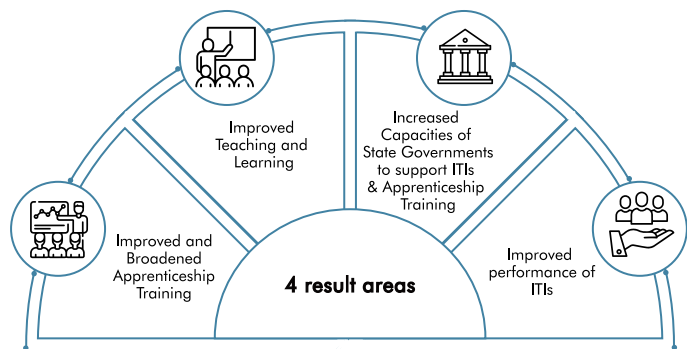 Improved
Teaching and
Learning
Increased
Capacities of
State Governments
to support ITIs
& Apprenticeship
Training
Improved and
Broadened
Apprenticeship
Training
Improved
performance of
ITIs
4 result areas